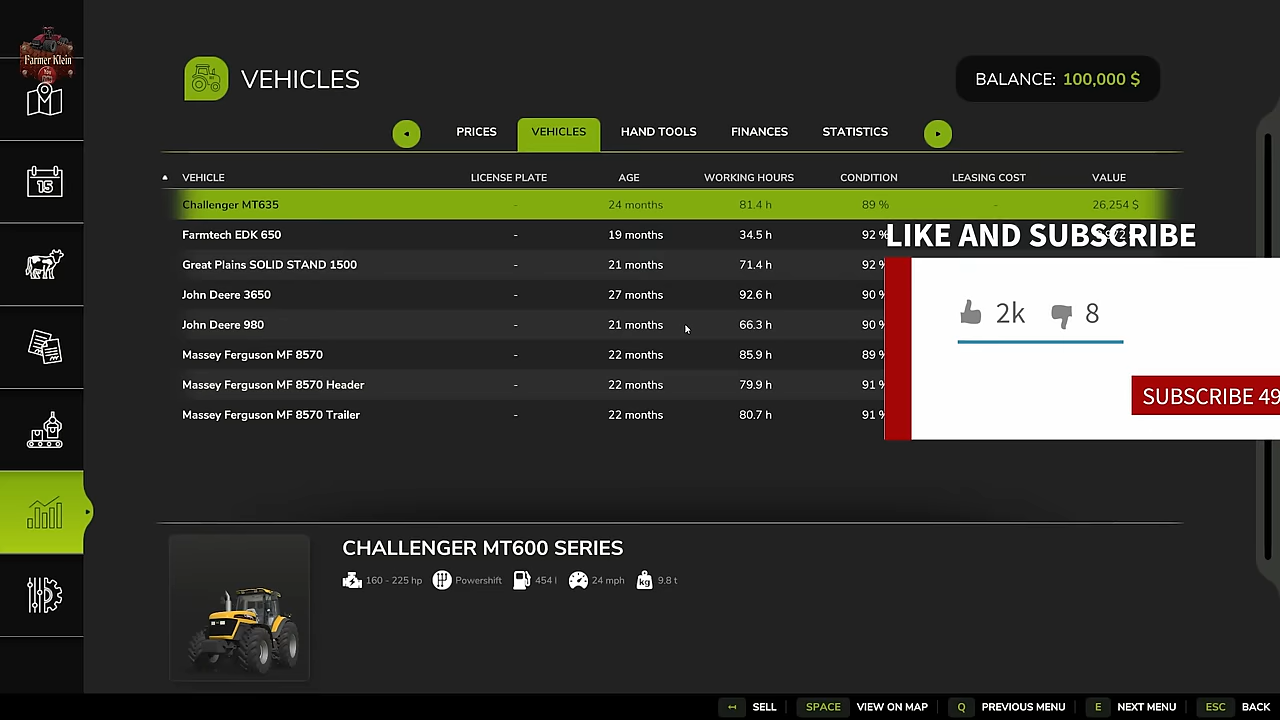 Farmer Klein
You
VEHICLES
BALANCE: 100,000 $
PRICES VEHICLES HAND TOOLS FINANCES STATISTICS
15
VEHICLE LICENSE PLATE AGE WORKING HOURS CONDITION LEASING COST VALUE
Challenger MT635 - 24 months 81.4 h 89 % - 26,254 $
Farmtech EDK 650 - 19 months 34.5 h 92 %
LIKE AND SUBSCRIBE
Great Plains SOLID STAND 1500 - 21 months 71.4 h 92 %
John Deere 3650 - 27 months 92.6 h 90 %
John Deere 980 - 21 months 66.3 h 90 %
Massey Ferguson MF 8570 - 22 months 85.9 h 89 %
Massey Ferguson MF 8570 Header - 22 months 79.9 h 91 %
Massey Ferguson MF 8570 Trailer - 22 months 80.7 h 91 %
2k 8
SUBSCRIBE 49
CHALLENGER MT600 SERIES
160 - 225 hp Powershift 454 l 24 mph kg 9.8 t
SELL SPACE VIEW ON MAP Q PREVIOUS MENU E NEXT MENU ESC BACK